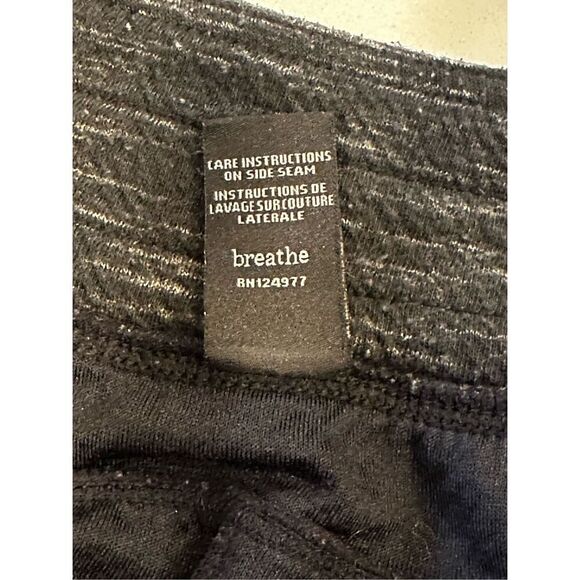 CARE INSTRUCTIONS
ON SIDE SEAM
INSTRUCTIONS DE
LAVAGE SUR COUTURE
LATERALE
breathe
RN124977